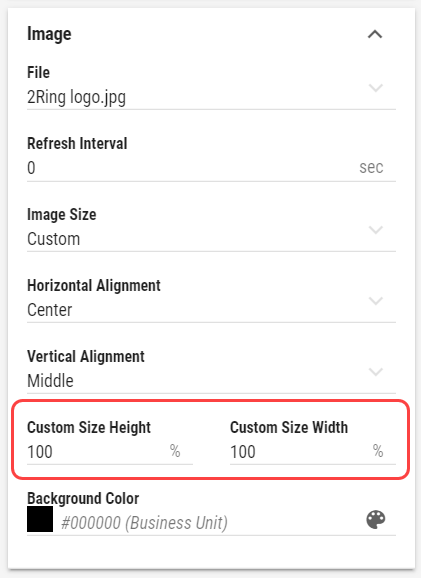 Image
File
2Ring logo.jpg
Refresh Interval
0 sec
Image Size
Custom
Horizontal Alignment
Center
Vertical Alignment
Middle
Custom Size Height Custom Size Width
100 % 100 %
Background Color
#000000 (Business Unit)